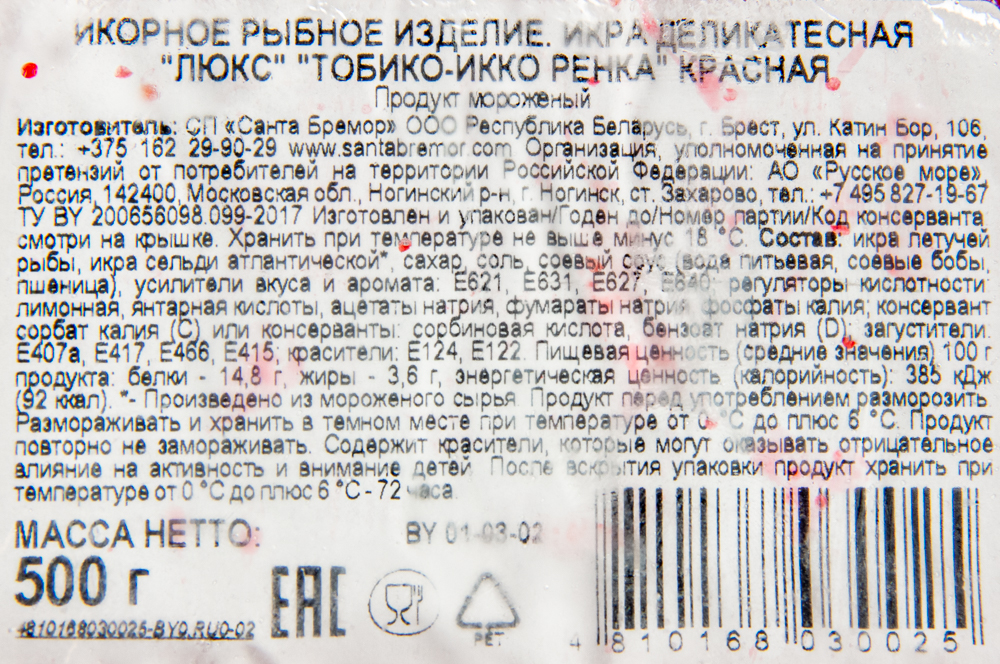 ИКОРНОЕ РЫБНОЕ ИЗДЕЛИЕ. ИКРА ДЕЛИКАТЕСНАЯ
"ЛЮКС" "ТОБИКО-ИККО РЕНКА" КРАСНАЯ
Продукт мороженый
Изготовитель: СП «Санта Бремор» ООО Республика Беларусь, г. Брест, ул. Катин Бор, 106,
тел.: +375 162 29-90-29 www.santabremor.com Организация, уполномоченная на принятие
претензий от потребителей на территории Российской Федерации: АО «Русское море»,
Россия, 142400, Московская обл., Ногинский р-н, г. Ногинск, ст. Захарово, тел.: +7 495 827-19-67
ТУ BY 200656098.099-2017 Изготовлен и упакован/Годен до/Номер партии/Код консерванта:
смотри на крышке. Хранить при температуре не выше минус 18 °С. Состав: икра летучей
рыбы, икра сельди атлантической*, сахар, соль, соевый соус (вода питьевая, соевые бобы,
пшеница), усилители вкуса и аромата: Е621, Е631, Е627, Е640; регуляторы кислотности:
лимонная, янтарная кислоты, ацетаты натрия, фумараты натрия, фосфаты калия; консервант
сорбат калия (С) или консерванты: сорбиновая кислота, бензоат натрия (D); загустители:
Е407а, Е417, Е466, Е415; красители: Е124, Е122. Пищевая ценность (средние значения) 100 г
продукта: белки - 14,8 г, жиры - 3,6 г, энергетическая ценность (калорийность): 385 кДж
(92 ккал). *- Произведено из мороженого сырья. Продукт перед употреблением разморозить.
Размораживать и хранить в темном месте при температуре от 0 °С до плюс 6 °С. Продукт
повторно не замораживать. Содержит красители, которые могут оказывать отрицательное
влияние на активность и внимание детей. После вскрытия упаковки продукт хранить при
температуре от 0 °С до плюс 6 °С - 72 часа.
МАССА НЕТТО:
500 г
BY 01-03-02
ЕАС
PET
4810168030025-BY0.RU0-02
4 810168 030025